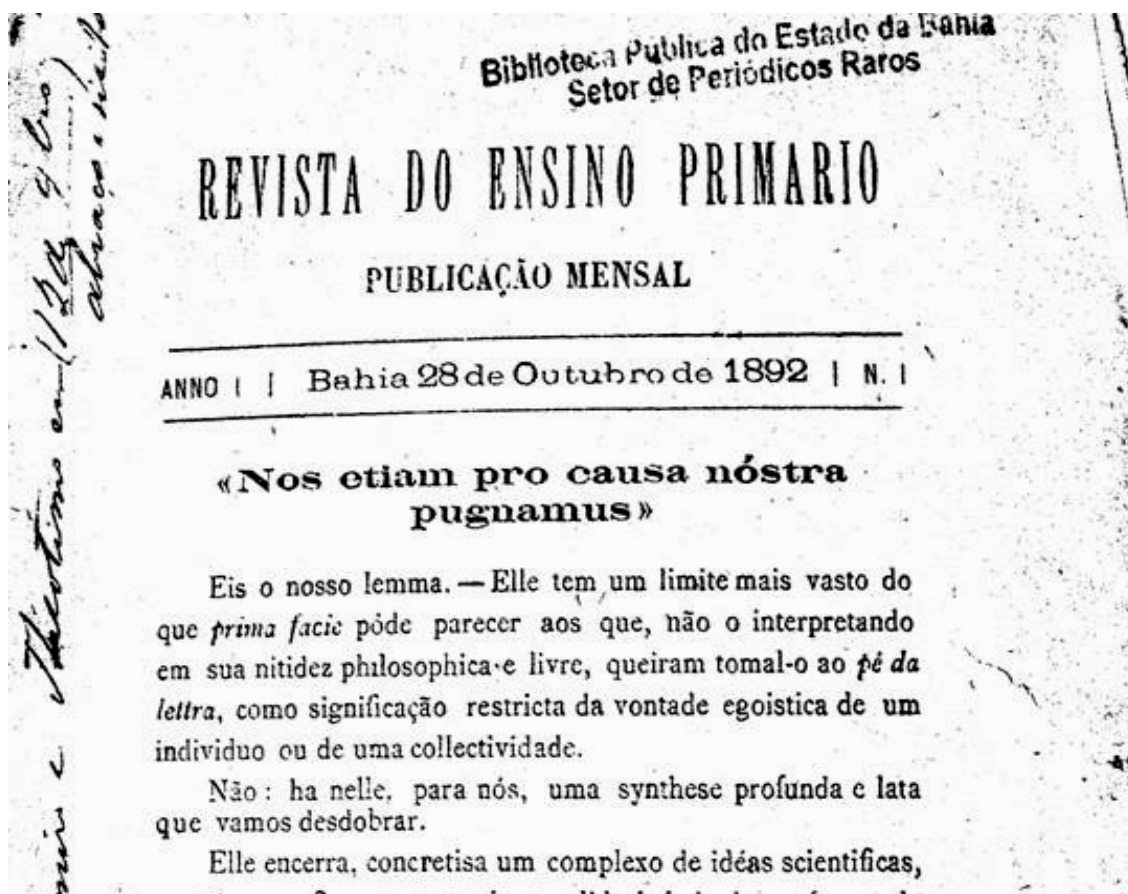 Biblioteca Publica do Estado da Bahia
Setor de Periódicos Raros
REVISTA DO ENSINO PRIMARIO
PUBLICAÇÃO MENSAL
ANNO I | Bahia 28 de Outubro de 1892 | N. I
«Nos etiam pro causa nóstra
pugnamus»
Eis o nosso lemma. — Elle tem um limite mais vasto do
que prima facie póde parecer aos que, não o interpretando
em sua nitidez philosophica e livre, queiram tomal-o ao pé da
lettra, como significação restricta da vontade egoistica de um
individuo ou de uma collectividade.
Não : ha nelle, para nós, uma synthese profunda e lata
que vamos desdobrar.
Elle encerra, concretisa um complexo de idéas scientificas,